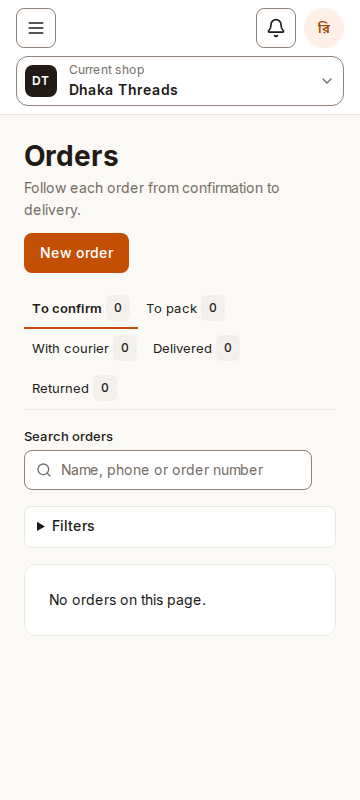 রি
DT
Current shop
Dhaka Threads
Orders
Follow each order from confirmation to
delivery.
New order
To confirm 0
To pack 0
With courier 0
Delivered 0
Returned 0
Search orders
Name, phone or order number
Filters
No orders on this page.